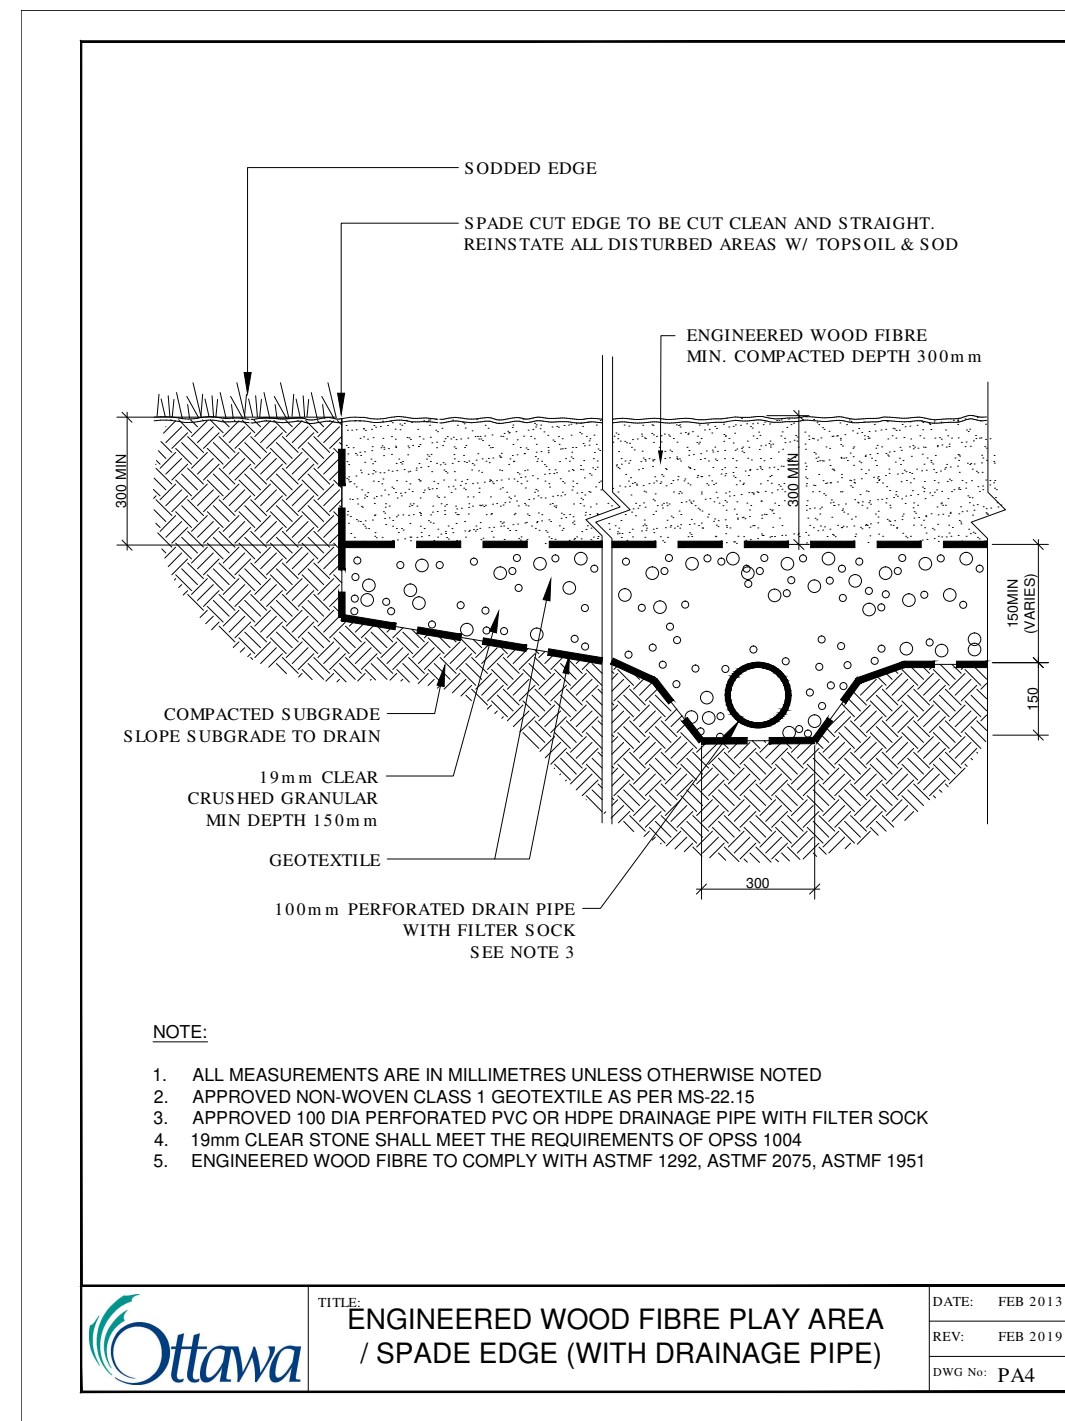 SODDED EDGE
SPADE CUT EDGE TO BE CUT CLEAN AND STRAIGHT.
REINSTATE ALL DISTURBED AREAS W/ TOPSOIL & SOD
ENGINEERED WOOD FIBRE
MIN. COMPACTED DEPTH 300mm
300 MIN
300 MIN
150MIN
(VARIES)
150
COMPACTED SUBGRADE
SLOPE SUBGRADE TO DRAIN
19mm CLEAR
CRUSHED GRANULAR
MIN DEPTH 150mm
GEOTEXTILE
300
100mm PERFORATED DRAIN PIPE
WITH FILTER SOCK
SEE NOTE 3
NOTE:
1. ALL MEASUREMENTS ARE IN MILLIMETRES UNLESS OTHERWISE NOTED
2. APPROVED NON-WOVEN CLASS 1 GEOTEXTILE AS PER MS-22.15
3. APPROVED 100 DIA PERFORATED PVC OR HDPE DRAINAGE PIPE WITH FILTER SOCK
4. 19mm CLEAR STONE SHALL MEET THE REQUIREMENTS OF OPSS 1004
5. ENGINEERED WOOD FIBRE TO COMPLY WITH ASTMF 1292, ASTMF 2075, ASTMF 1951
Ottawa
TITLE:
ENGINEERED WOOD FIBRE PLAY AREA
/ SPADE EDGE (WITH DRAINAGE PIPE)
DATE: FEB 2013
REV: FEB 2019
DWG No: PA4